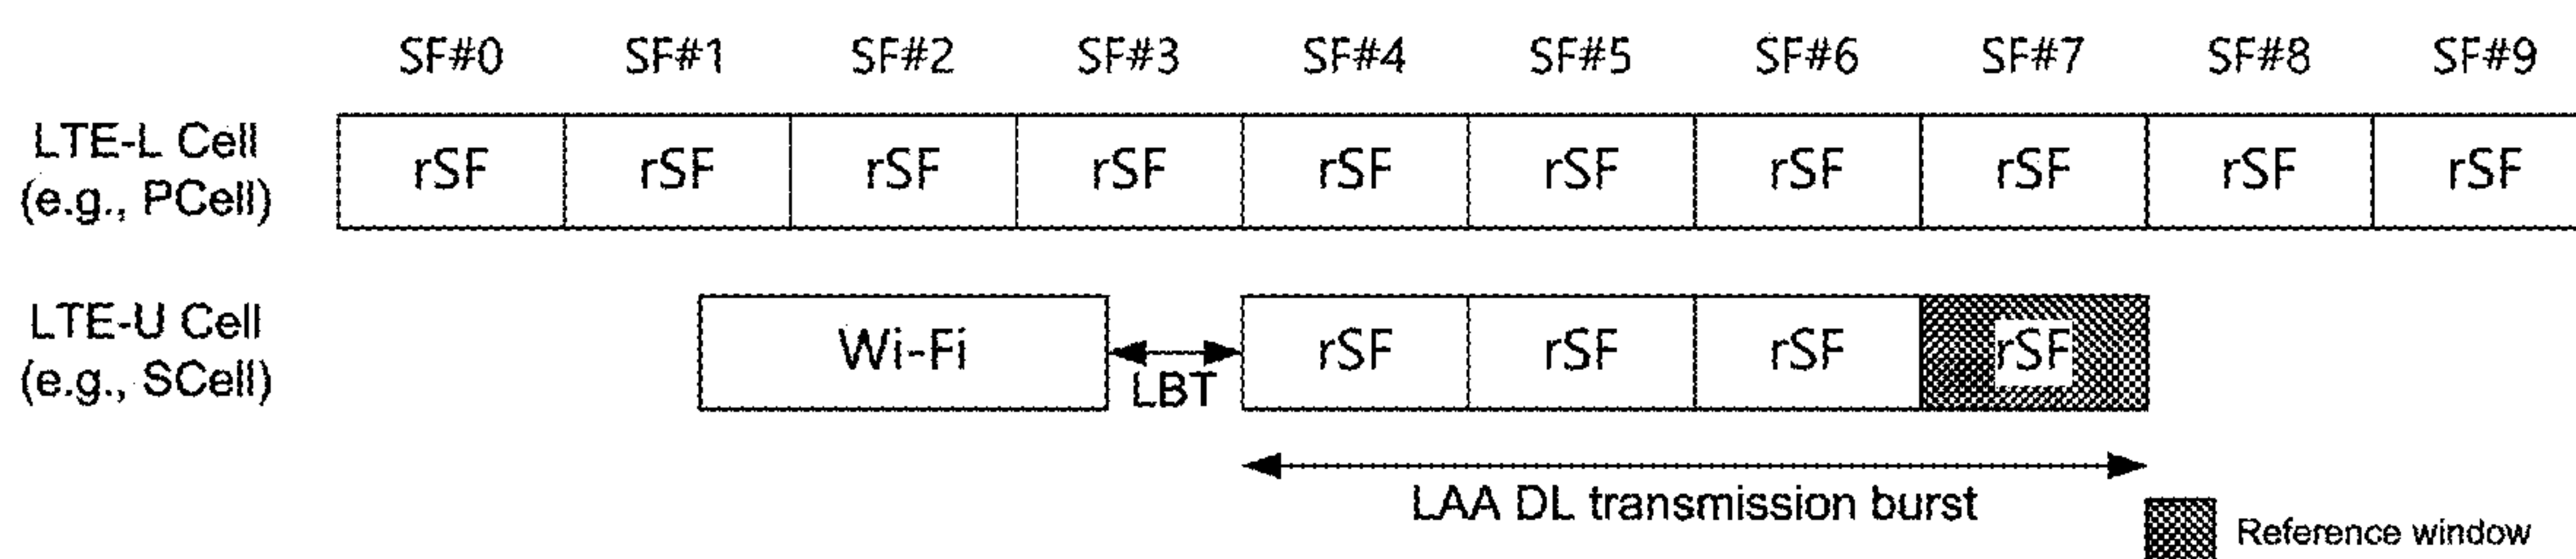 SF#0 SF#1 SF#2 SF#3 SF#4 SF#5 SF#6 SF#7 SF#8 SF#9
LTE-L Cell
(e.g., PCell)
rSF rSF rSF rSF rSF rSF rSF rSF rSF rSF
LTE-U Cell
(e.g., SCell)
Wi-Fi
LBT
rSF rSF rSF rSF
LAA DL transmission burst
Reference window